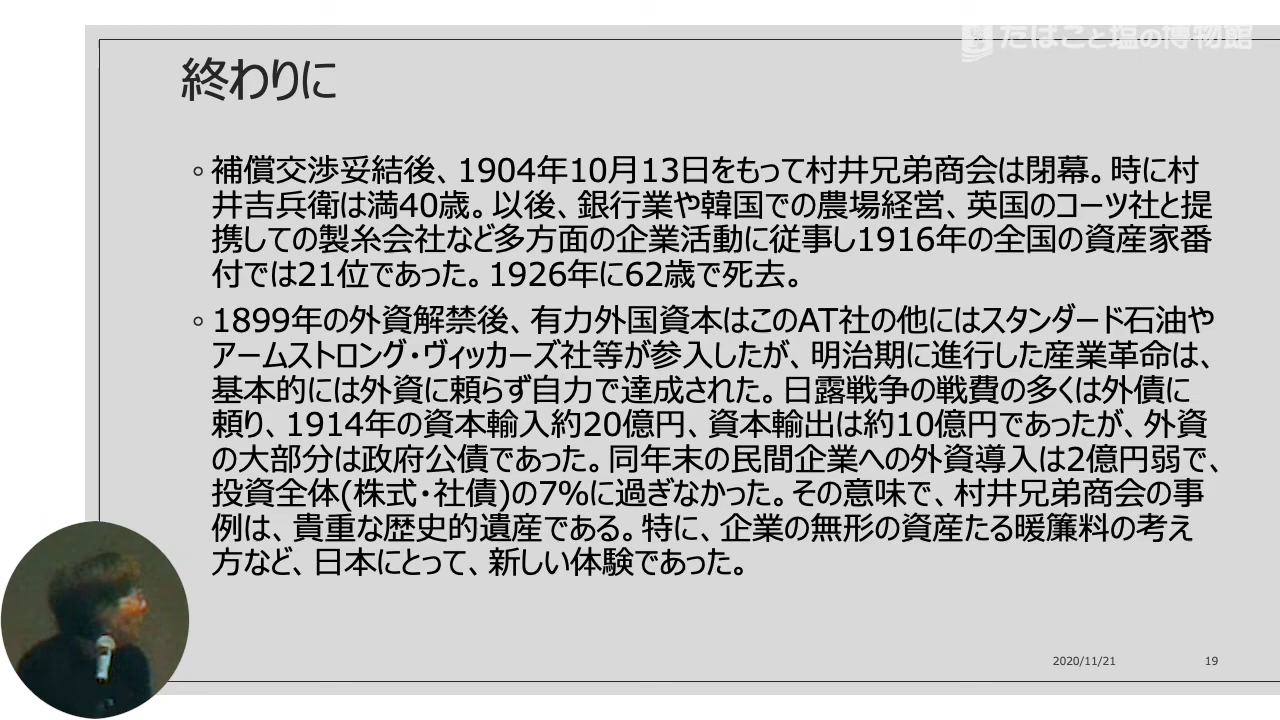 たばこと塩の博物館
終わりに
◦補償交渉妥結後、1904年10月13日をもって村井兄弟商会は閉幕。時に村
井吉兵衛は満40歳。以後、銀行業や韓国での農場経営、英国のコーツ社と提
携しての製糸会社など多方面の企業活動に従事し1916年の全国の資産家番
付では21位であった。1926年に62歳で死去。
◦1899年の外資解禁後、有力外国資本はこのAT社の他にはスタンダード石油や
アームストロング・ヴィッカーズ社等が参入したが、明治期に進行した産業革命は、
基本的には外資に頼らず自力で達成された。日露戦争の戦費の多くは外債に
頼り、1914年の資本輸入約20億円、資本輸出は約10億円であったが、外資
の大部分は政府公債であった。同年末の民間企業への外資導入は2億円弱で、
投資全体(株式・社債)の7%に過ぎなかった。その意味で、村井兄弟商会の事
例は、貴重な歴史的遺産である。特に、企業の無形の資産たる暖簾料の考え
方など、日本にとって、新しい体験であった。
2020/11/21
19